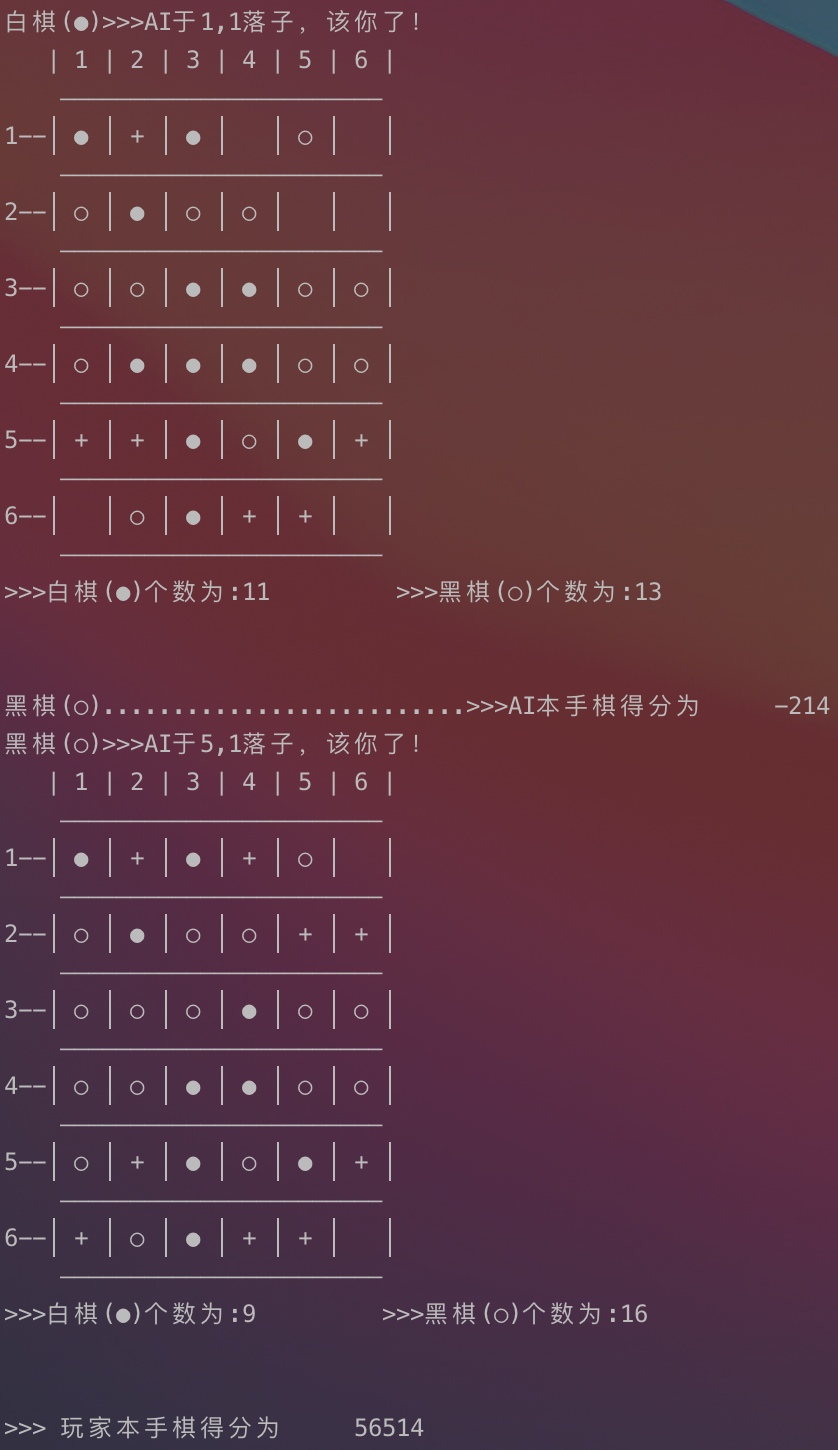 白棋(●)>>>AI于1,1落子, 该你了!
| 1 | 2 | 3 | 4 | 5 | 6 |
1——| ● | + | ● |   | ○ |   |
2——| ○ | ● | ○ | ○ |   |   |
3——| ○ | ○ | ● | ● | ○ | ○ |
4——| ○ | ● | ● | ● | ○ | ○ |
5——| + | + | ● | ○ | ● | + |
6——|   | ○ | ● | + | + |   |
>>>白棋(●)个数为:11 >>>黑棋(○)个数为:13
黑棋(○)..........................>>>AI本手棋得分为 -214
黑棋(○)>>>AI于5,1落子, 该你了!
| 1 | 2 | 3 | 4 | 5 | 6 |
1——| ● | + | ● | + | ○ |   |
2——| ○ | ● | ○ | ○ | + | + |
3——| ○ | ○ | ○ | ● | ○ | ○ |
4——| ○ | ○ | ● | ● | ○ | ○ |
5——| ○ | + | ● | ○ | ● | + |
6——| + | ○ | ● | + | + |   |
>>>白棋(●)个数为:9 >>>黑棋(○)个数为:16
>>> 玩家本手棋得分为 56514